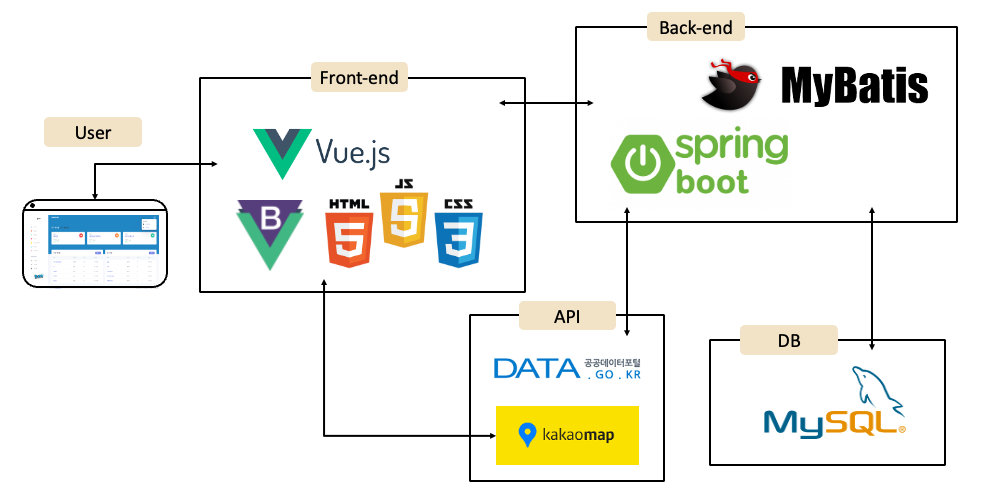 Back-end
MyBatis
spring
boot
Front-end
Vue.js
B
HTML
5
JS
5
CSS
3
User
API
DATA 공공데이터포털
.GO.KR
kakaomap
DB
MySQL®